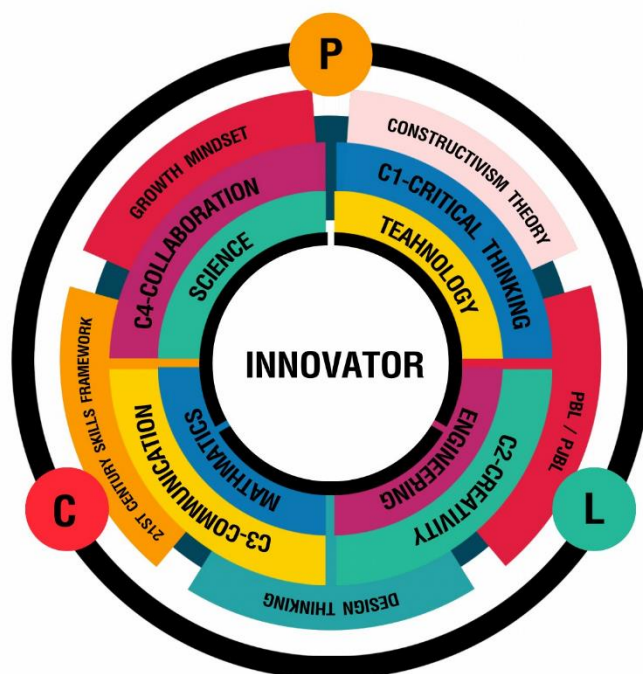 P
GROWTH MINDSET
CONSTRUCTIVISM THEORY
C4-COLLABORATION
C1-CRITICAL THINKING
SCIENCE
TEAHNOLOGY
INNOVATOR
21ST CENTURY SKILLS FRAMEWORK
PBL / PJBL
C3-COMMUNICATION
MATHMATICS
ENGINEERING
C2-CREATIVITY
C
L
DESIGN THINKING